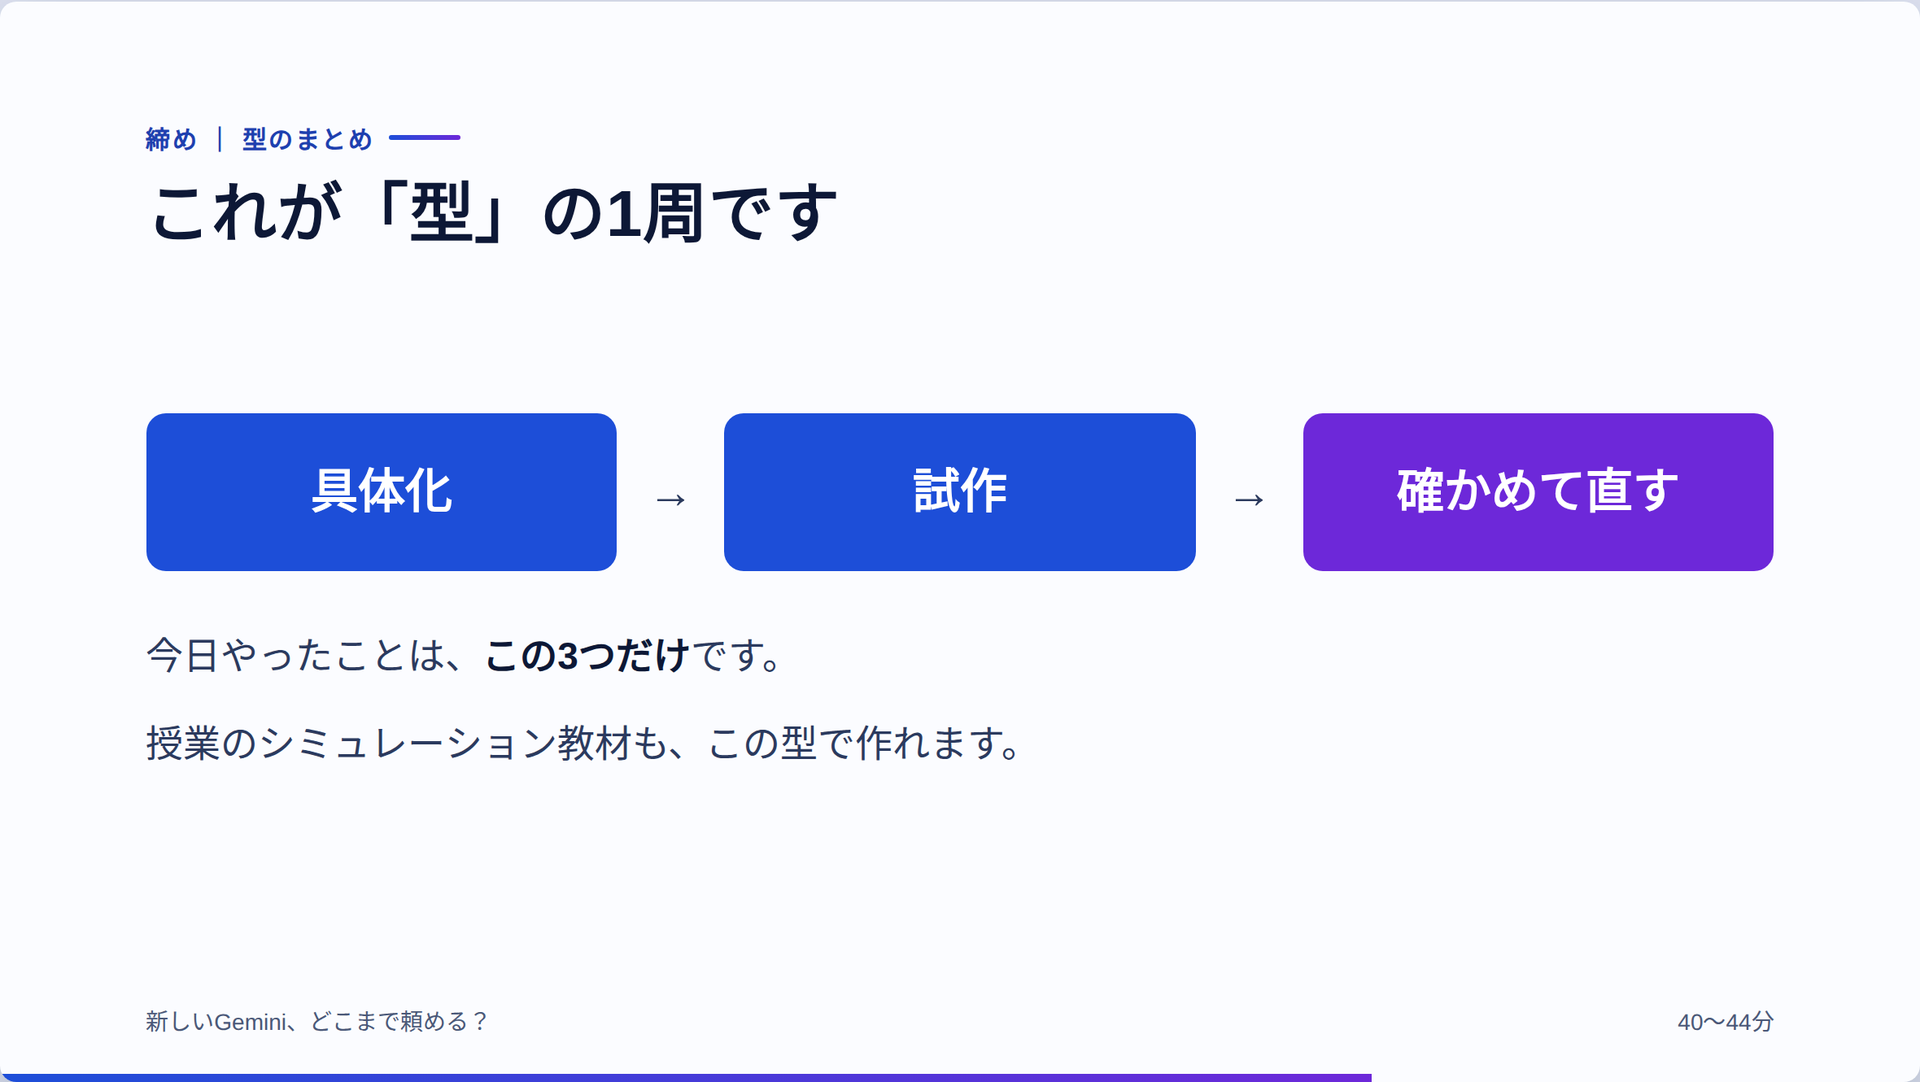 締め ｜ 型のまとめ
これが「型」の1周です
具体化 → 試作 → 確かめて直す
今日やったことは、この3つだけです。
授業のシミュレーション教材も、この型で作れます。
新しいGemini、どこまで頼める？
40〜44分